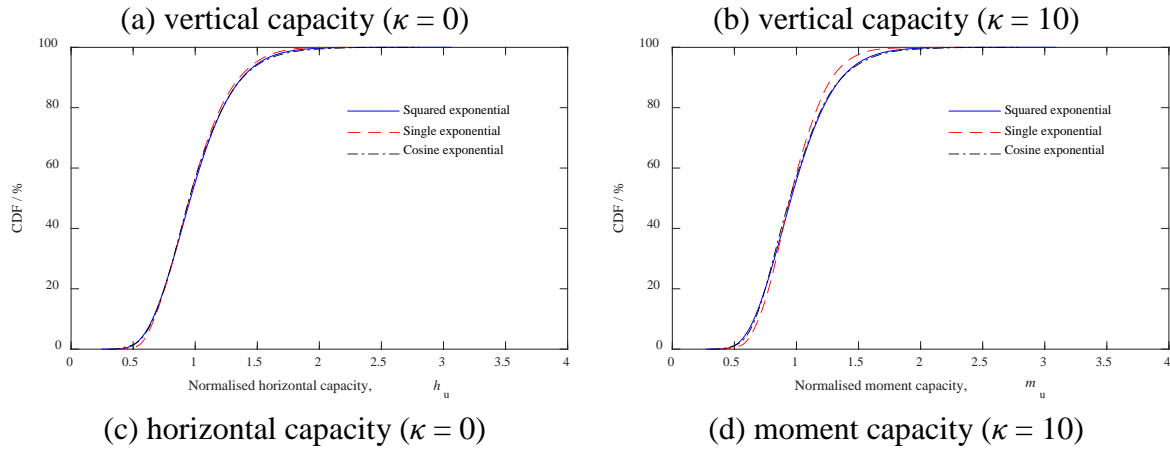 (a) vertical capacity (κ = 0)
(b) vertical capacity (κ = 10)
100
80
60
40
20
0
CDF / %
Squared exponential
Single exponential
Cosine exponential
0 0.5 1 1.5 2 2.5 3 3.5 4
Normalised horizontal capacity, h_u
100
80
60
40
20
0
CDF / %
Squared exponential
Single exponential
Cosine exponential
0 0.5 1 1.5 2 2.5 3 3.5 4
Normalised moment capacity, m_u
(c) horizontal capacity (κ = 0)
(d) moment capacity (κ = 10)